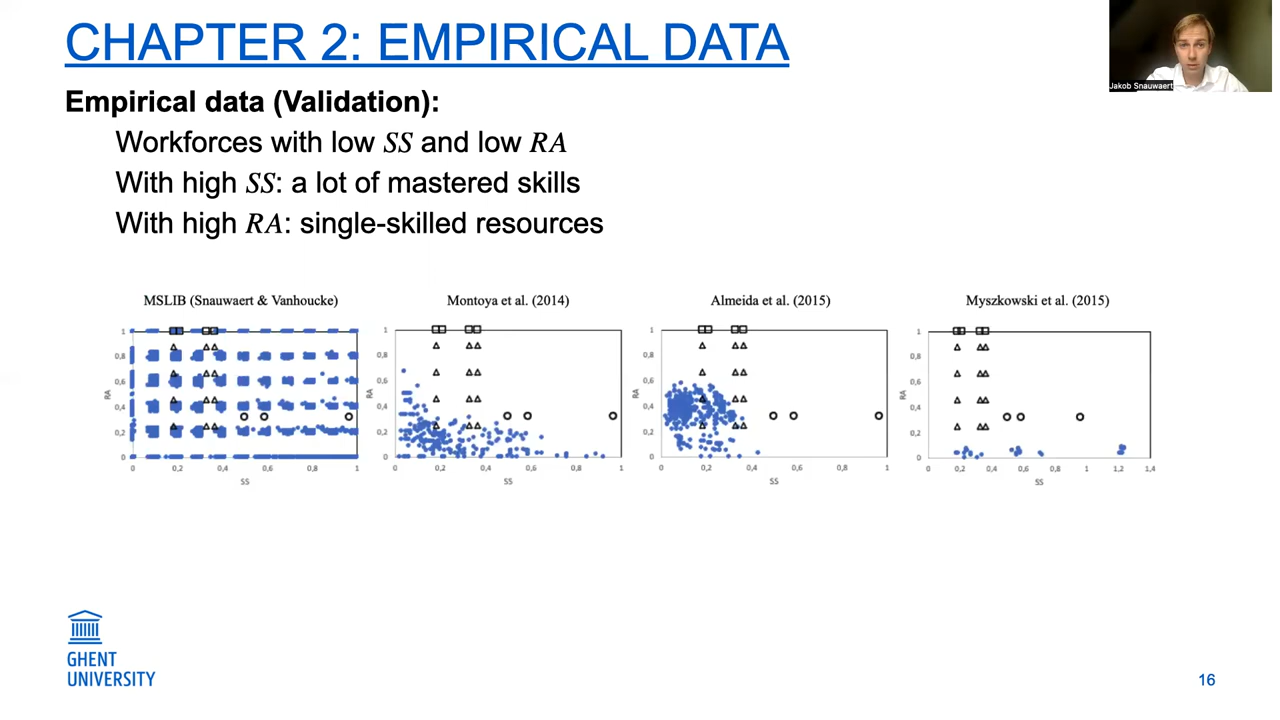 CHAPTER 2: EMPIRICAL DATA
Jakob Snauwaert
Empirical data (Validation):
Workforces with low SS and low RA
With high SS: a lot of mastered skills
With high RA: single-skilled resources
MSLIB (Snauwaert & Vanhoucke)
1
0,8
0,6
0,4
0,2
0
RA
0 0,2 0,4 0,6 0,8 1
SS
Montoya et al. (2014)
1
0,8
0,6
0,4
0,2
0
RA
0 0,2 0,4 0,6 0,8 1
SS
Almeida et al. (2015)
1
0,8
0,6
0,4
0,2
0
RA
0 0,2 0,4 0,6 0,8 1
SS
Myszkowski et al. (2015)
1
0,8
0,6
0,4
0,2
0
RA
0 0,2 0,4 0,6 0,8 1 1,2 1,4
SS
GHENT
UNIVERSITY
16